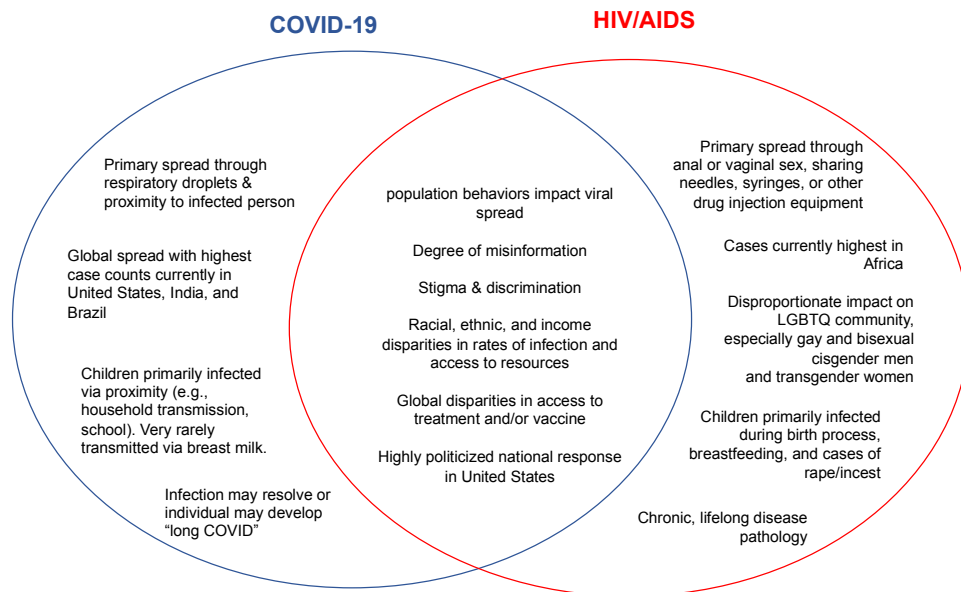 COVID-19
HIV/AIDS
Primary spread through
respiratory droplets &
proximity to infected person
Global spread with highest
case counts currently in
United States, India, and
Brazil
Children primarily infected
via proximity (e.g.,
household transmission,
school). Very rarely
transmitted via breast milk.
Infection may resolve or
individual may develop
“long COVID”
population behaviors impact viral
spread
Degree of misinformation
Stigma & discrimination
Racial, ethnic, and income
disparities in rates of infection and
access to resources
Global disparities in access to
treatment and/or vaccine
Highly politicized national response
in United States
Primary spread through
anal or vaginal sex, sharing
needles, syringes, or other
drug injection equipment
Cases currently highest in
Africa
Disproportionate impact on
LGBTQ community,
especially gay and bisexual
cisgender men
and transgender women
Children primarily infected
during birth process,
breastfeeding, and cases of
rape/incest
Chronic, lifelong disease
pathology